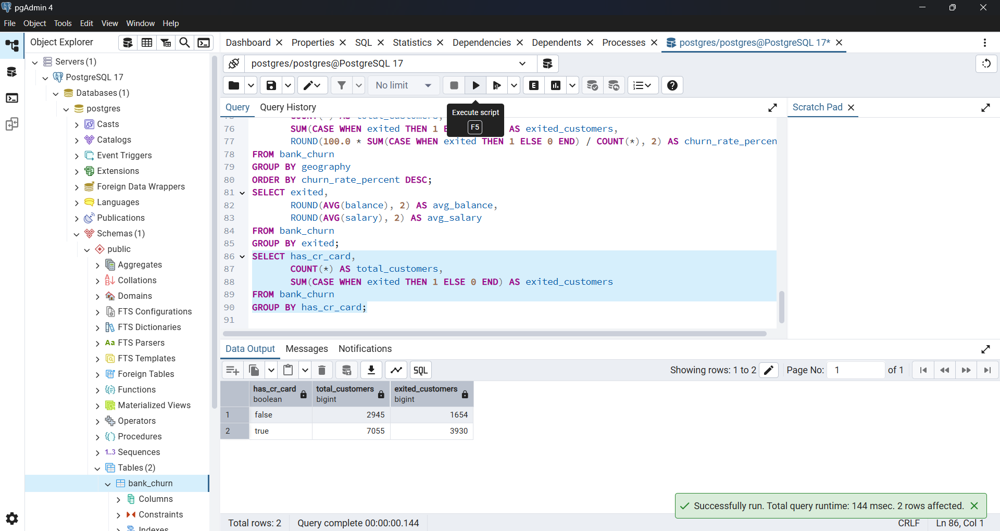 pgAdmin 4
File Object Tools Edit View Window Help
Object Explorer
Servers (1)
PostgreSQL 17
Databases (1)
postgres
Casts
Catalogs
Event Triggers
Extensions
Foreign Data Wrappers
Languages
Publications
Schemas (1)
public
Aggregates
Collations
Domains
FTS Configurations
FTS Dictionaries
FTS Parsers
FTS Templates
Foreign Tables
Functions
Materialized Views
Operators
Procedures
1..3 Sequences
Tables (2)
bank_churn
Columns
Constraints
Indexes
Dashboard Properties SQL Statistics Dependencies Dependents Processes postgres/postgres@PostgreSQL 17*
postgres/postgres@PostgreSQL 17
No limit
Execute script
F5
Query Query History
Scratch Pad
76 SUM(CASE WHEN exited THEN 1 E AS exited_customers,
77 ROUND(100.0 * SUM(CASE WHEN exited THEN 1 ELSE 0 END) / COUNT(*), 2) AS churn_rate_percen
78 FROM bank_churn
79 GROUP BY geography
80 ORDER BY churn_rate_percent DESC;
81 SELECT exited,
82 ROUND(AVG(balance), 2) AS avg_balance,
83 ROUND(AVG(salary), 2) AS avg_salary
84 FROM bank_churn
85 GROUP BY exited;
86 SELECT has_cr_card,
87 COUNT(*) AS total_customers,
88 SUM(CASE WHEN exited THEN 1 ELSE 0 END) AS exited_customers
89 FROM bank_churn
90 GROUP BY has_cr_card;
91
Data Output Messages Notifications
SQL
Showing rows: 1 to 2 Page No: 1 of 1
has_cr_card total_customers exited_customers
boolean bigint bigint
1 false 2945 1654
2 true 7055 3930
Successfully run. Total query runtime: 144 msec. 2 rows affected.
Total rows: 2 Query complete 00:00:00.144 CRLF Ln 86, Col 1